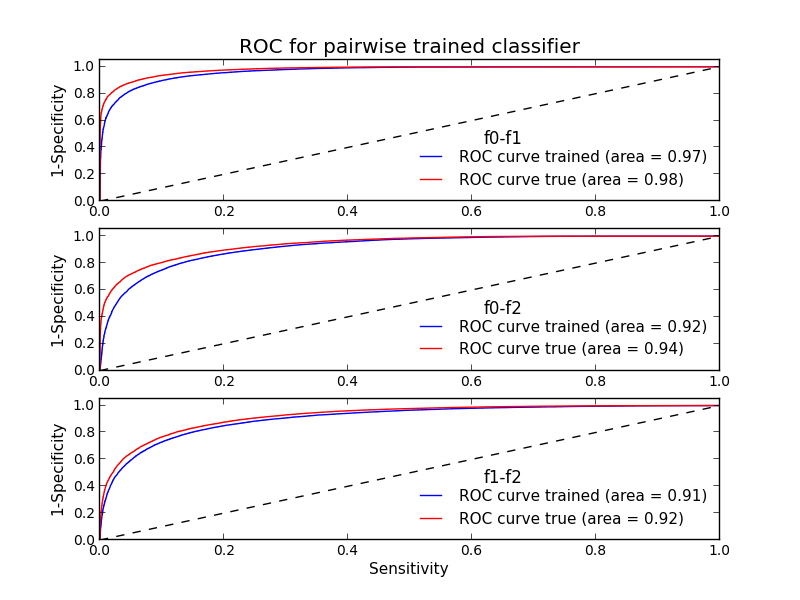 ROC for pairwise trained classifier
1.0
0.8
0.6
0.4
0.2
0.0
1-Specificity
f0-f1
ROC curve trained (area = 0.97)
ROC curve true (area = 0.98)
0.0 0.2 0.4 0.6 0.8 1.0
1.0
0.8
0.6
0.4
0.2
0.0
1-Specificity
f0-f2
ROC curve trained (area = 0.92)
ROC curve true (area = 0.94)
0.0 0.2 0.4 0.6 0.8 1.0
1.0
0.8
0.6
0.4
0.2
0.0
1-Specificity
f1-f2
ROC curve trained (area = 0.91)
ROC curve true (area = 0.92)
0.0 0.2 0.4 0.6 0.8 1.0
Sensitivity